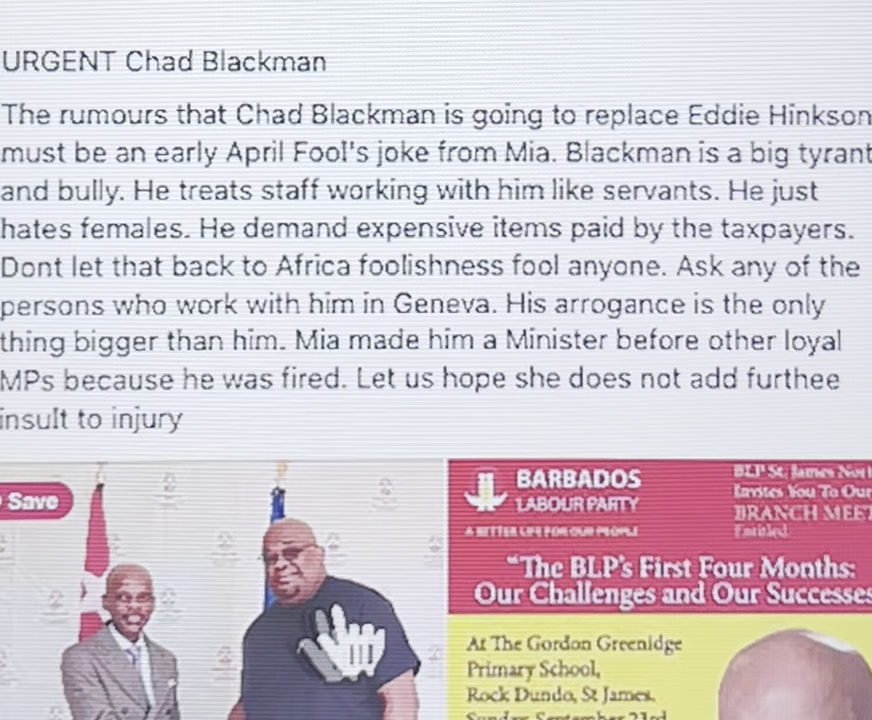 URGENT Chad Blackman
The rumours that Chad Blackman is going to replace Eddie Hinkson
must be an early April Fool's joke from Mia. Blackman is a big tyrant
and bully. He treats staff working with him like servants. He just
hates females. He demand expensive items paid by the taxpayers.
Dont let that back to Africa foolishness fool anyone. Ask any of the
persons who work with him in Geneva. His arrogance is the only
thing bigger than him. Mia made him a Minister before other loyal
MPs because he was fired. Let us hope she does not add furthee
insult to injury
Save
BARBADOS
LABOUR PARTY
A BETTER LIFE FOR OUR PEOPLE
BLP St. James Nort
Invites You To Our
BRANCH MEET
Entitled
“The BLP's First Four Months:
Our Challenges and Our Successes
At The Gordon Greenidge
Primary School,
Rock Dundo, St James.
Sunday September 23rd